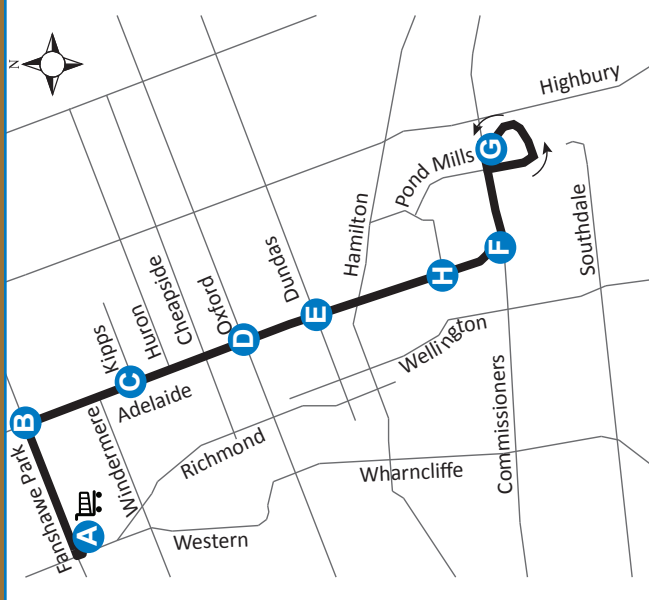 N
Highbury
G
Pond Mills
Hamilton
Southdale
F
H
Dundas
Oxford
Cheapside
Huron
Kipps
E
D
C
Adelaide
Wellington
B
Windermere
Fanshawe Park
Richmond
Commissioners
Wharncliffe
A
Western